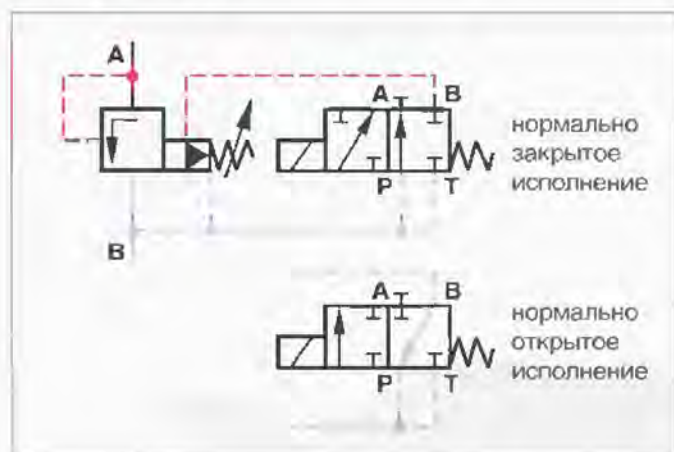 A
A B
нормально
закрытое
исполнение
P T
B
A B
нормально
открытое
исполнение
P T